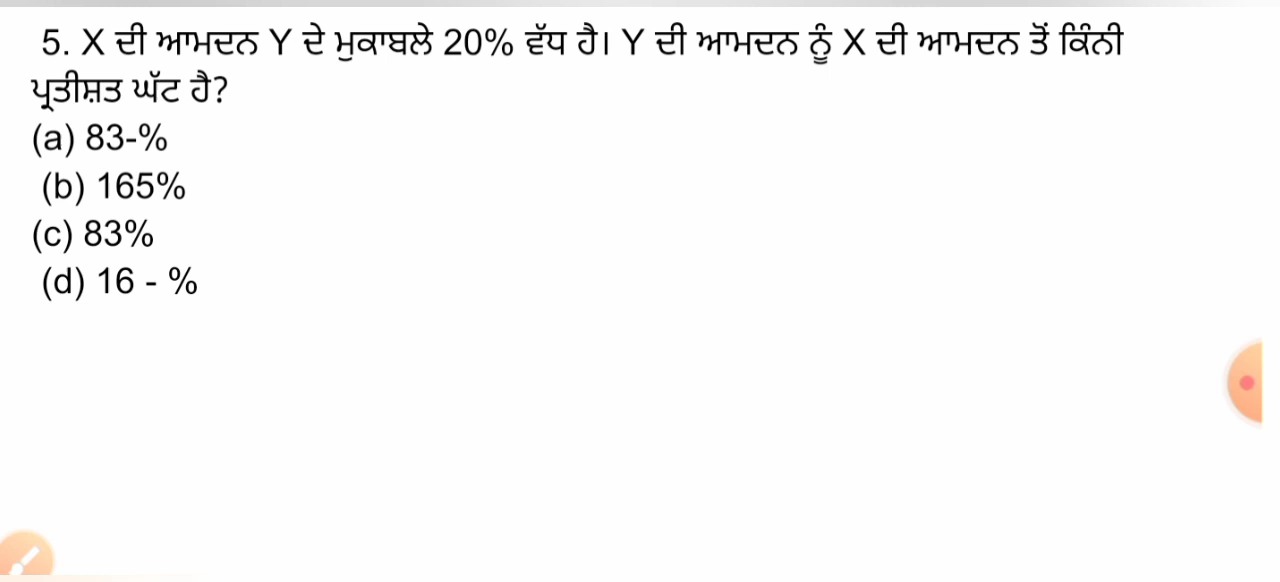 5. X ਦੀ ਆਮਦਨ Y ਦੇ ਮੁਕਾਬਲੇ 20% ਵੱਧ ਹੈ। Y ਦੀ ਆਮਦਨ ਨੂੰ X ਦੀ ਆਮਦਨ ਤੋਂ ਕਿੰਨੀ
ਪ੍ਰਤੀਸ਼ਤ ਘੱਟ ਹੈ?
(a) 83-%
(b) 165%
(c) 83%
(d) 16 - %